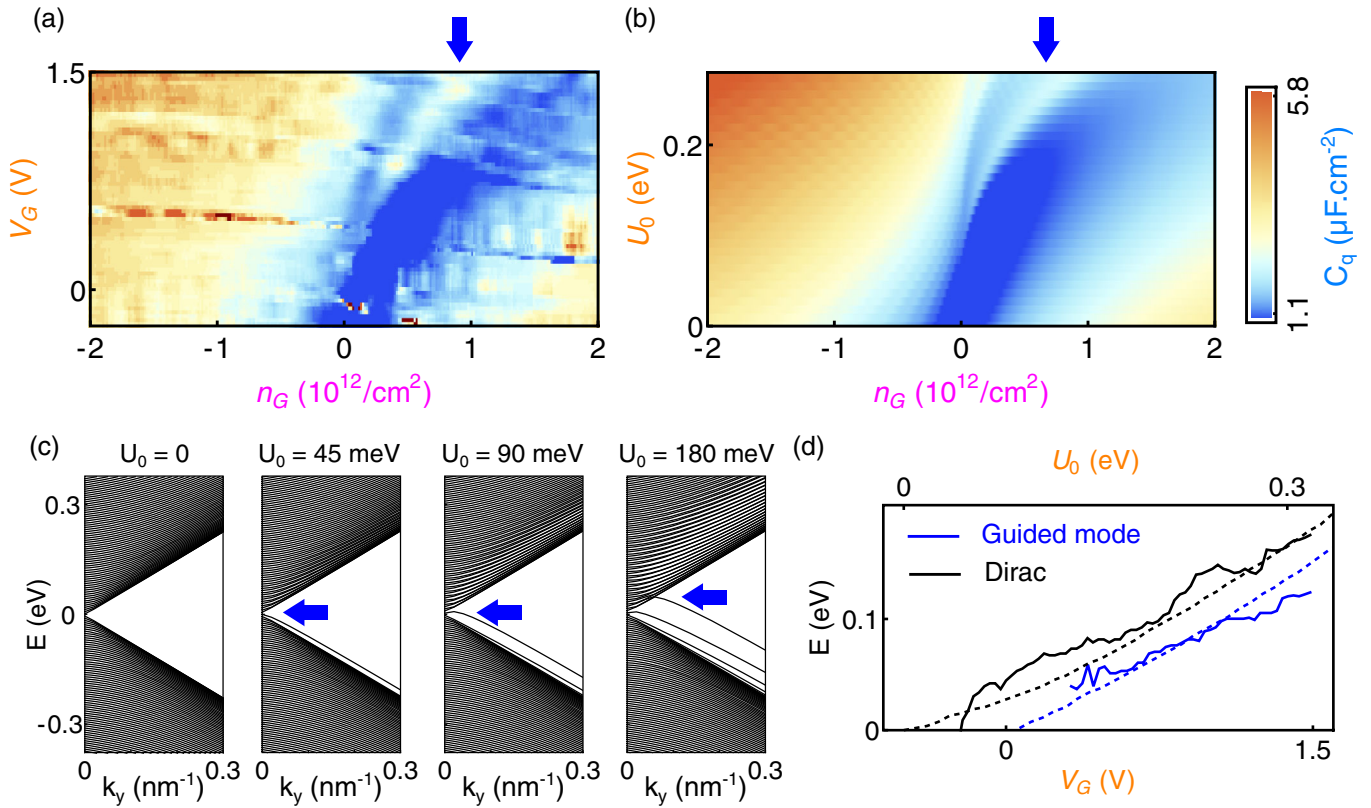 (a)
(b)
1.5
V_G (V)
0
-2
-1
0
1
2
n_G (10^12/cm^2)
0.2
U_0 (eV)
0
-2
-1
0
1
2
n_G (10^12/cm^2)
5.8
C_q (μF.cm^-2)
1.1
(c)
U_0 = 0
U_0 = 45 meV
U_0 = 90 meV
U_0 = 180 meV
0.3
E (eV)
0
-0.3
0
0.3
0
0.3
0
0.3
0
0.3
k_y (nm^-1)
k_y (nm^-1)
k_y (nm^-1)
k_y (nm^-1)
(d)
U_0 (eV)
0
0.3
Guided mode
Dirac
E (eV)
0.1
0
0
1.5
V_G (V)